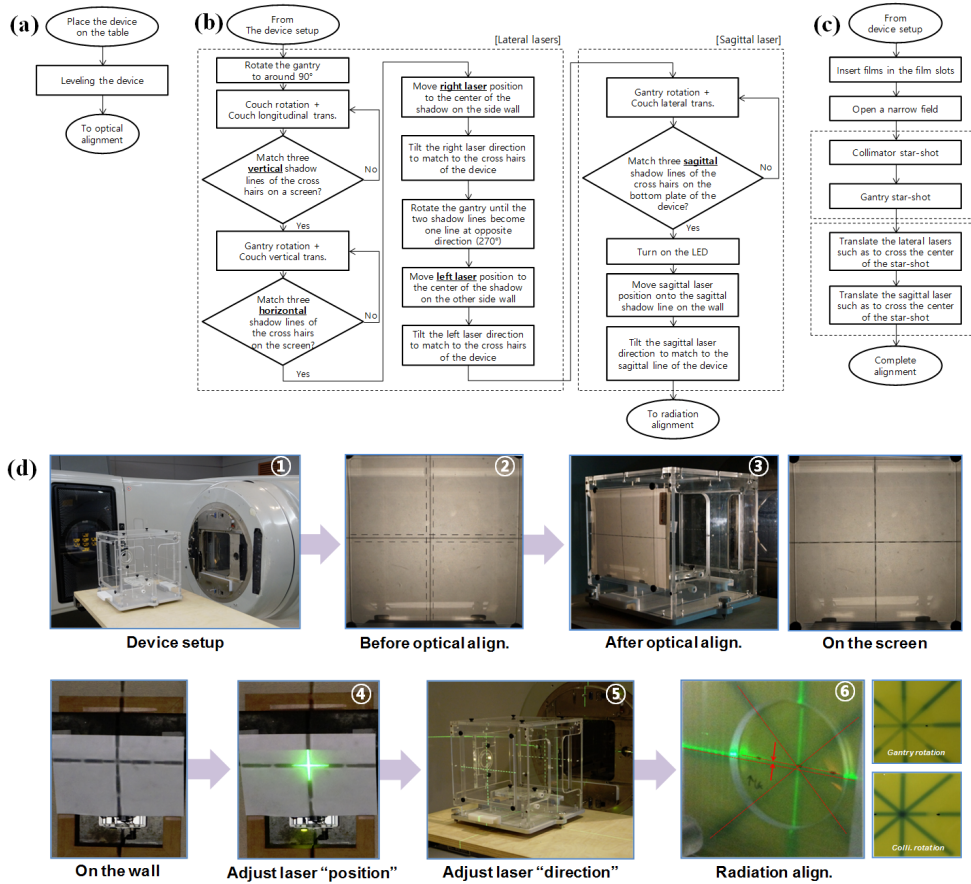 (a)
Place the device
on the table
Leveling the device
To optical
alignment
(b)
From
The device setup
[Lateral lasers]
Rotate the gantry
to around 90°
Couch rotation +
Couch longitudinal trans.
Match three
vertical shadow
lines of the cross
hairs on a screen?
No
Yes
Gantry rotation +
Couch vertical trans.
Match three
horizontal
shadow lines of
the cross hairs
on the screen?
No
Yes
Move right laser position
to the center of the
shadow on the side wall
Tilt the right laser direction
to match to the cross hairs
of the device
Rotate the gantry until the
two shadow lines become
one line at opposite
direction (270°)
Move left laser position to
the center of the shadow
on the other side wall
Tilt the left laser direction
to match to the cross hairs
of the device
[Sagittal laser]
Gantry rotation +
Couch lateral trans.
Match three sagittal
shadow lines of the
cross hairs on the
bottom plate of the
device?
No
Yes
Turn on the LED
Move sagittal laser
position onto the sagittal
shadow line on the wall
Tilt the sagittal laser
direction to match to the
sagittal line of the device
To radiation
alignment
(c)
From
device setup
Insert films in the film slots
Open a narrow field
Collimator star-shot
Gantry star-shot
Translate the lateral lasers
such as to cross the center
of the star-shot
Translate the sagittal laser
such as to cross the center
of the star-shot
Complete
alignment
(d)
①
②
③
Device setup
Before optical align.
After optical align.
On the screen
④
⑤
⑥
Gantry rotation
Colli. rotation
On the wall
Adjust laser “position”
Adjust laser “direction”
Radiation align.